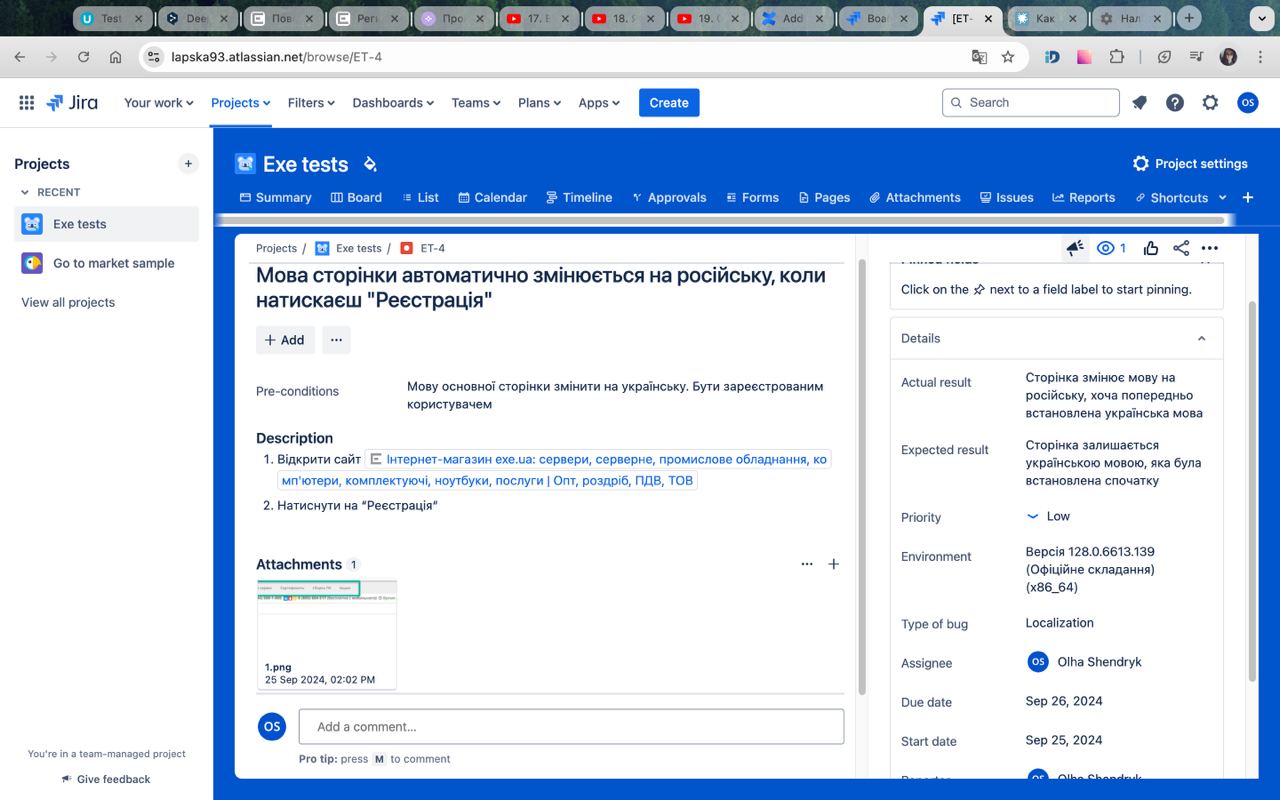 Test
Dee
Пов
Реги
Про
17. Е
18.
19. С
Add
Boa
[ET-
Как
Нал
lapska93.atlassian.net/browse/ET-4
Jira
Your work
Projects
Filters
Dashboards
Teams
Plans
Apps
Create
Search
OS
Projects
RECENT
Exe tests
Go to market sample
View all projects
You're in a team-managed project
Give feedback
Exe tests
Project settings
Summary
Board
List
Calendar
Timeline
Approvals
Forms
Pages
Attachments
Issues
Reports
Shortcuts
Projects / Exe tests / ET-4
1
Мова сторінки автоматично змінюється на російську, коли
натискаєш "Реєстрація"
+ Add
Pre-conditions
Мову основної сторінки змінити на українську. Бути зареєстрованим
користувачем
Description
1. Відкрити сайт Інтернет-магазин exe.ua: сервери, серверне, промислове обладнання, ко
мп'ютери, комплектуючі, ноутбуки, послуги | Опт, роздріб, ПДВ, ТОВ
2. Натиснути на “Реєстрація“
Attachments 1
1.png
25 Sep 2024, 02:02 PM
OS
Add a comment...
Pro tip: press M to comment
Pinned fields
Click on the next to a field label to start pinning.
Details
Actual result
Сторінка змінює мову на
російську, хоча попередньо
встановлена українська мова
Expected result
Сторінка залишається
українською мовою, яка була
встановлена спочатку
Priority
Low
Environment
Версія 128.0.6613.139
(Офіційне складання)
(x86_64)
Type of bug
Localization
Assignee
OS Olha Shendryk
Due date
Sep 26, 2024
Start date
Sep 25, 2024
Reporter
OS Olha Shendryk